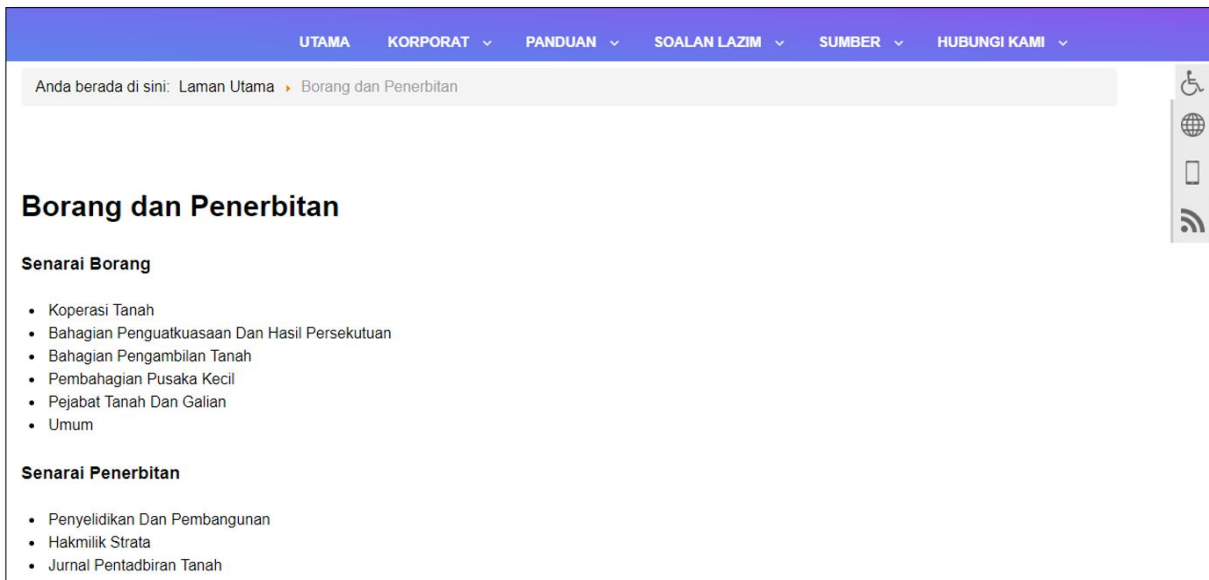 UTAMA KORPORAT PANDUAN SOALAN LAZIM SUMBER HUBUNGI KAMI
Anda berada di sini: Laman Utama Borang dan Penerbitan
Borang dan Penerbitan
Senarai Borang
Koperasi Tanah
Bahagian Penguatkuasaan Dan Hasil Persekutuan
Bahagian Pengambilan Tanah
Pembahagian Pusaka Kecil
Pejabat Tanah Dan Galian
Umum
Senarai Penerbitan
Penyelidikan Dan Pembangunan
Hakmilik Strata
Jurnal Pentadbiran Tanah